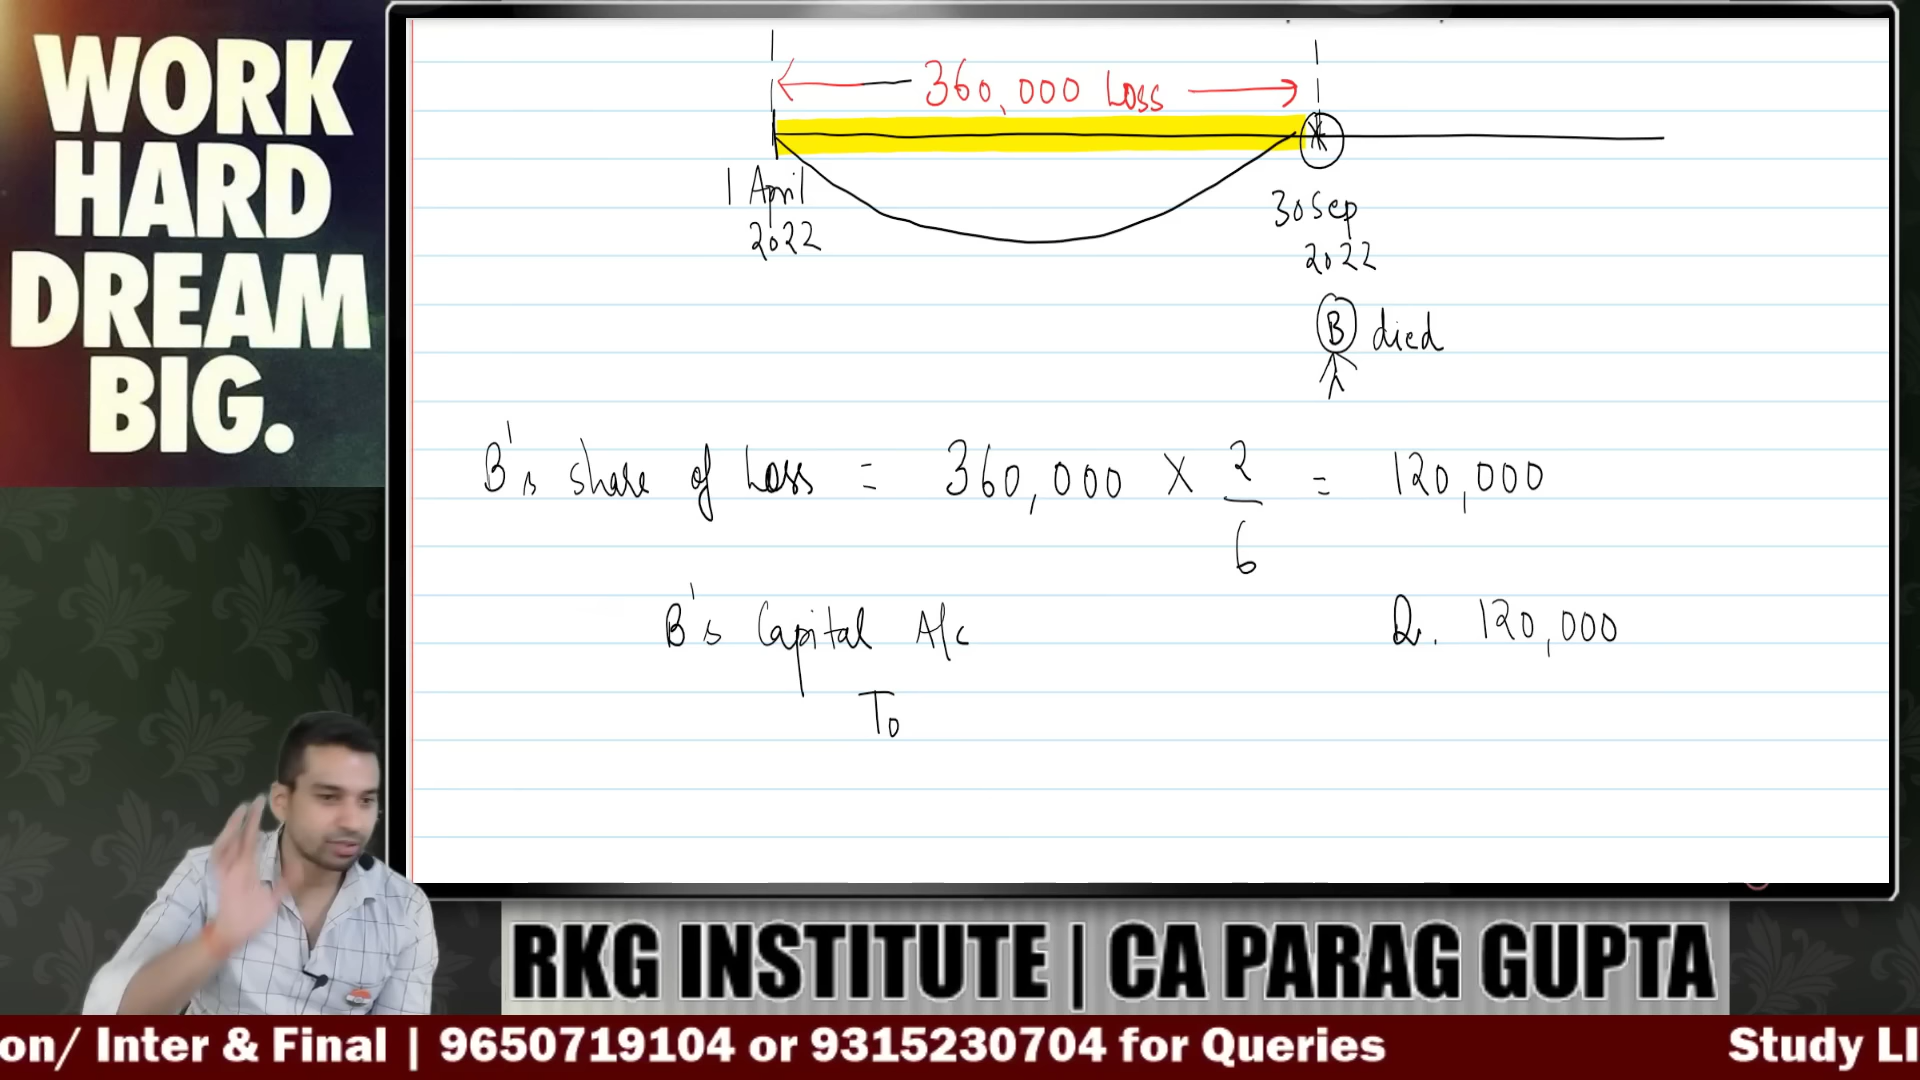 WORK
HARD
DREAM
BIG.
360,000 Loss
1 April
2022
30 Sep
2022
B died
B's share of Loss = 360,000 X 2/6 = 120,000
B's Capital A/c Dr. 120,000
To
RKG INSTITUTE | CA PARAG GUPTA
on/ Inter & Final | 9650719104 or 9315230704 for Queries Study LI